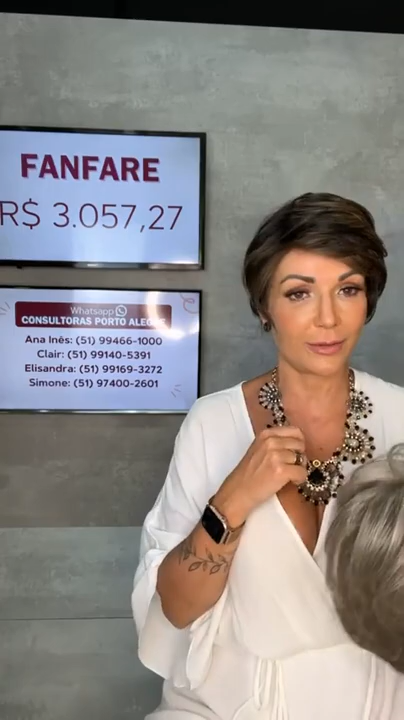 FANFARE
R$ 3.057,27
Whatsapp
CONSULTORAS PORTO ALEGRE
Ana Inês: (51) 99466-1000
Clair: (51) 99140-5391
Elisandra: (51) 99169-3272
Simone: (51) 97400-2601